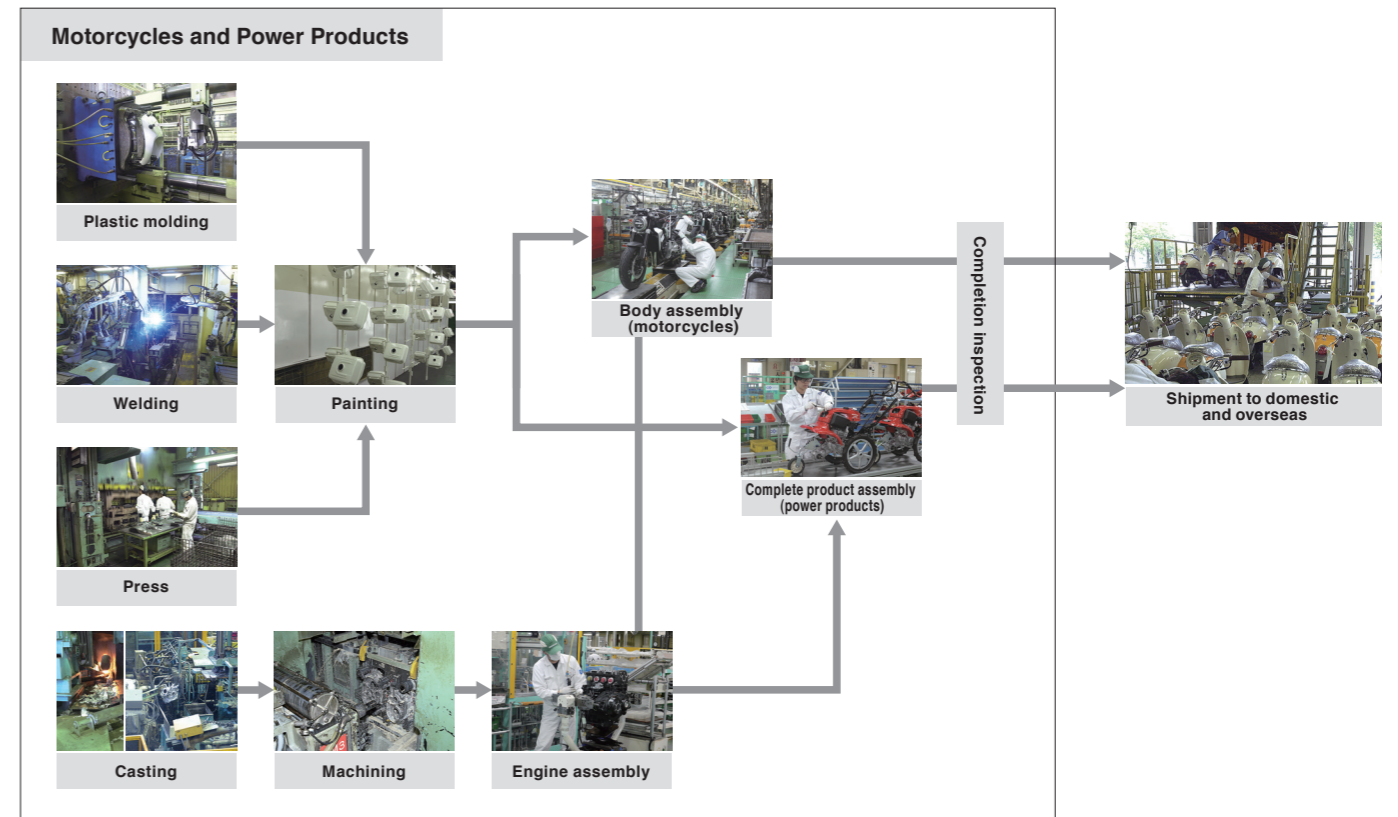 Motorcycles and Power Products
Plastic molding
Welding
Painting
Press
Casting
Machining
Engine assembly
Body assembly
(motorcycles)
Complete product assembly
(power products)
Completion inspection
Shipment to domestic
and overseas